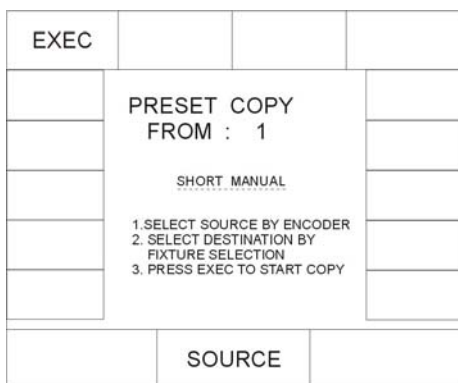 EXEC
PRESET COPY
FROM : 1
SHORT MANUAL
1.SELECT SOURCE BY ENCODER
2. SELECT DESTINATION BY
FIXTURE SELECTION
3. PRESS EXEC TO START COPY
SOURCE